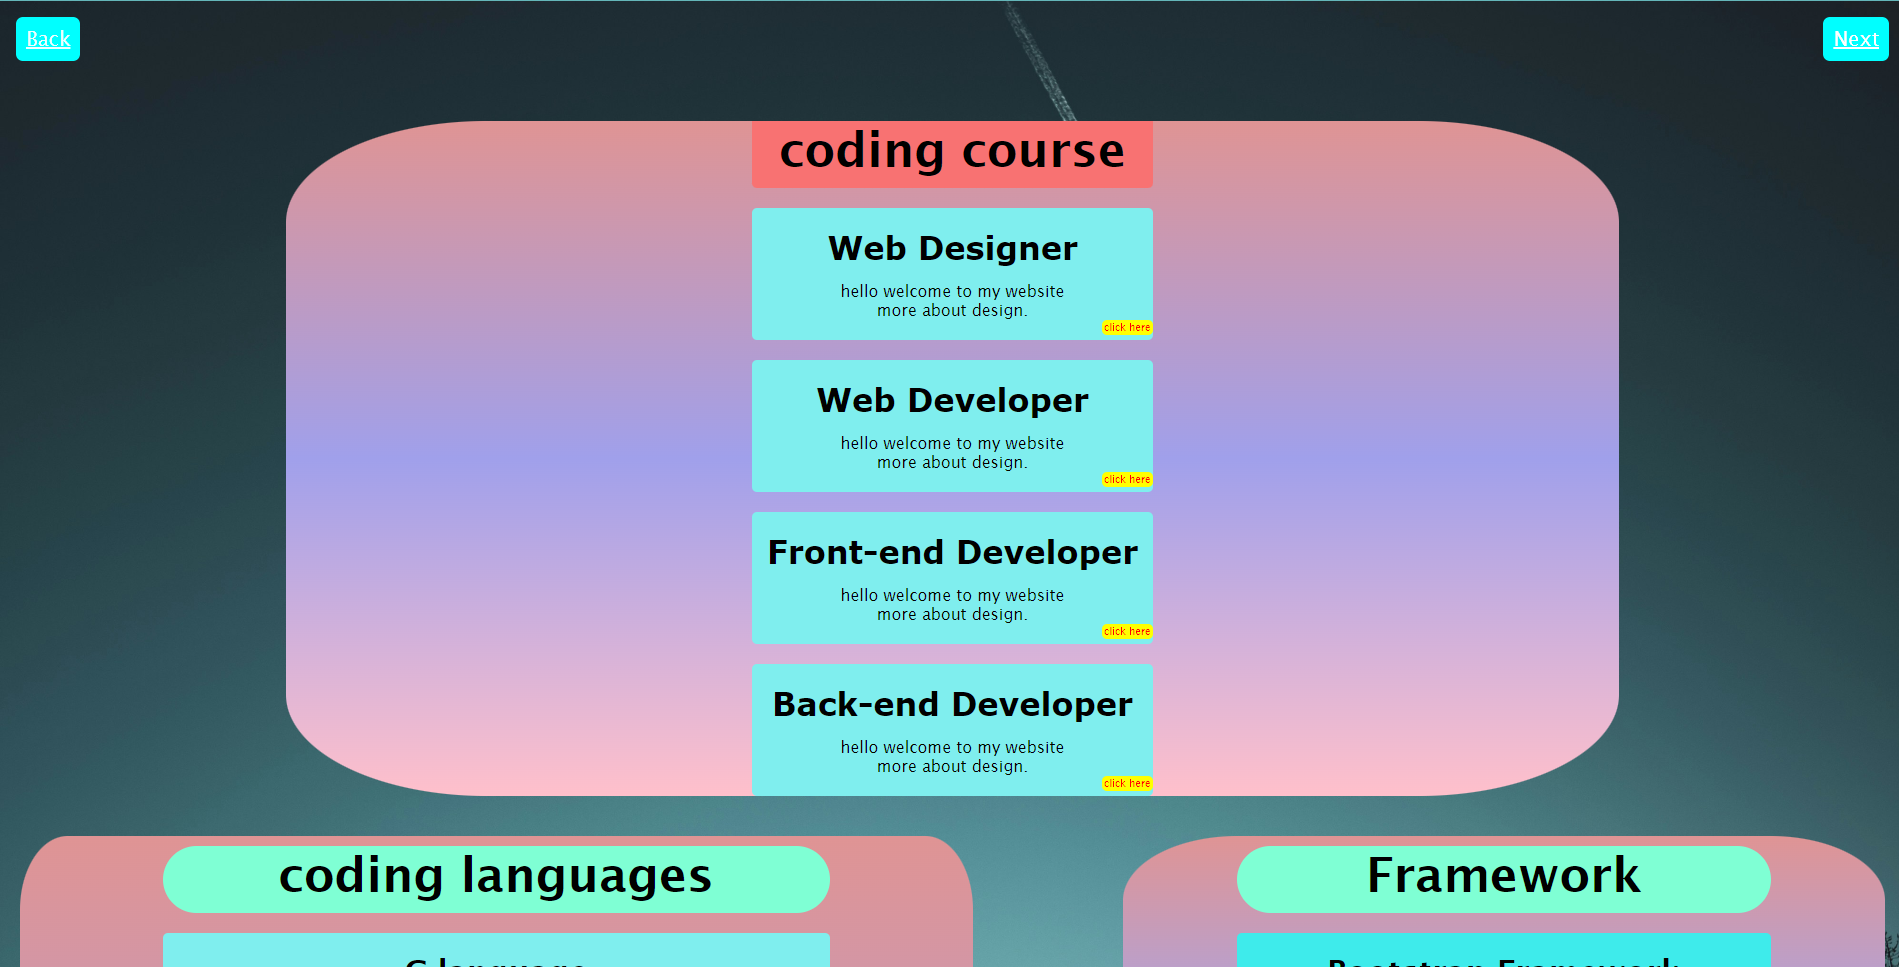 Back
Next
coding course
Web Designer
hello welcome to my website
more about design.
click here
Web Developer
hello welcome to my website
more about design.
click here
Front-end Developer
hello welcome to my website
more about design.
click here
Back-end Developer
hello welcome to my website
more about design.
click here
coding languages
Framework
C language
Bootstrap Framework